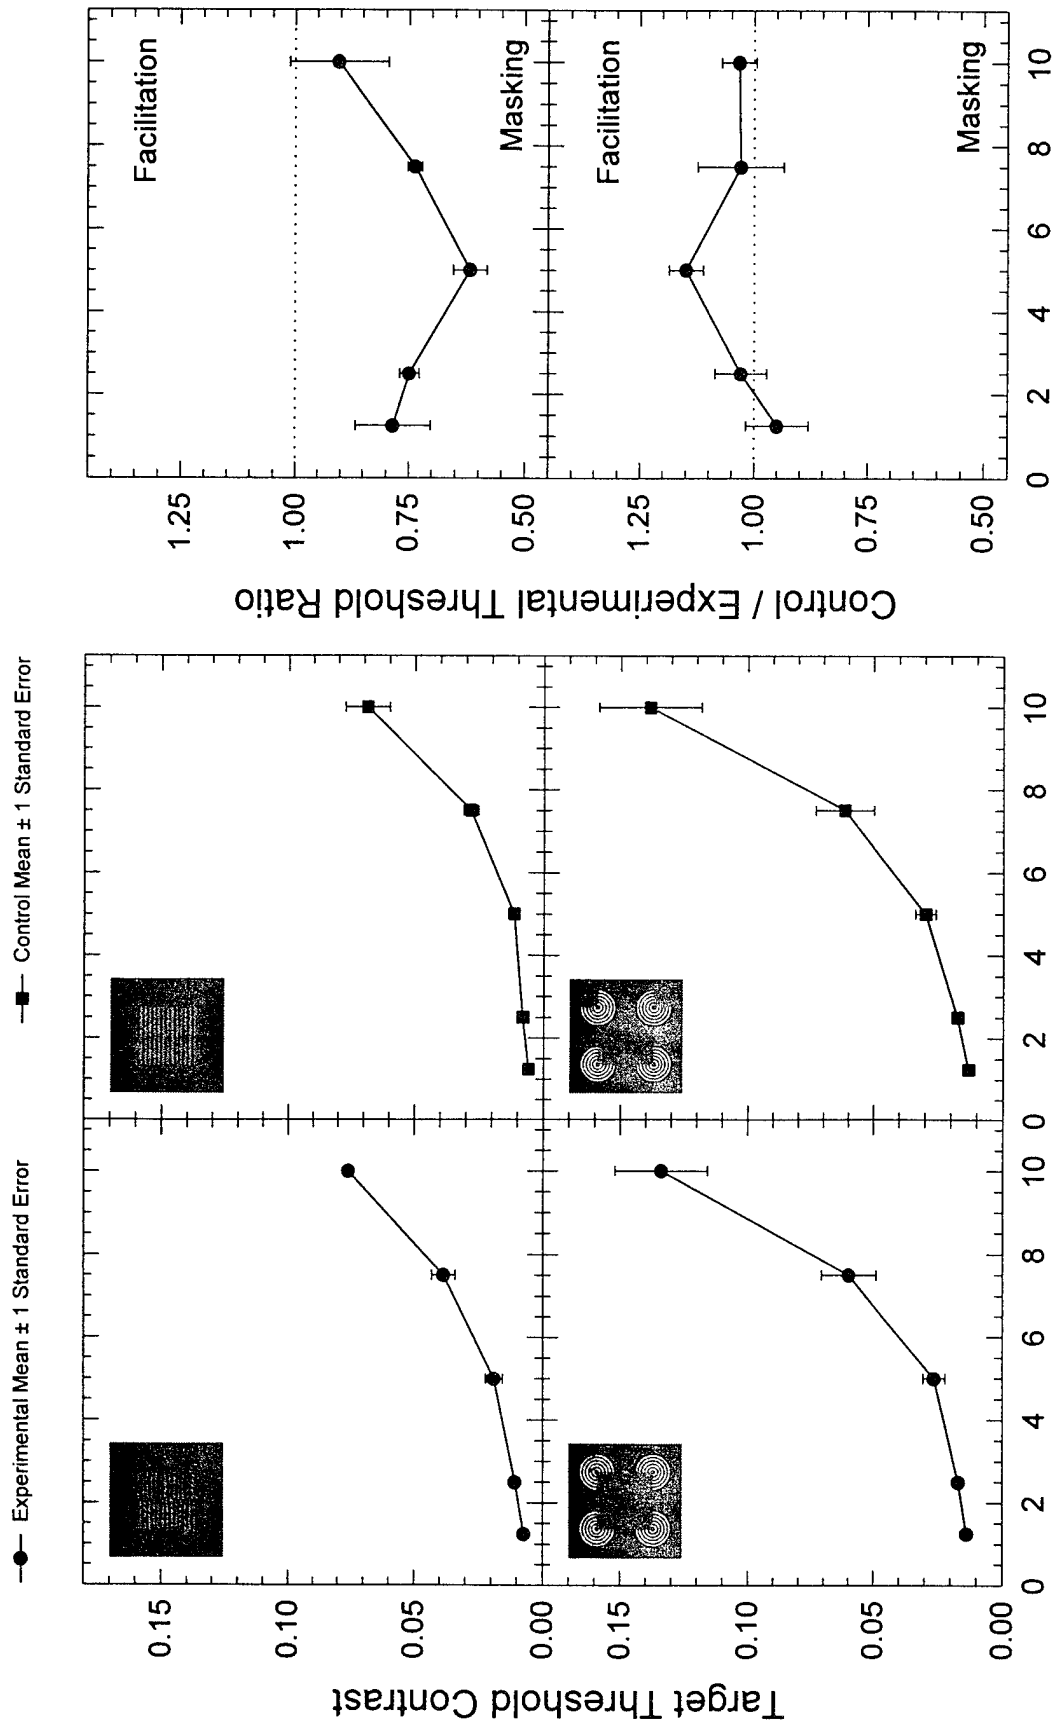 Experimental Mean ± 1 Standard Error
Control Mean ± 1 Standard Error
Target Threshold Contrast
0.15
0.10
0.05
0.00
0.15
0.10
0.05
0.00
0 2 4 6 8 10
0 2 4 6 8 10
Control / Experimental Threshold Ratio
1.25
1.00
0.75
0.50
1.25
1.00
0.75
0.50
Facilitation
Masking
Facilitation
Masking
0 2 4 6 8 10